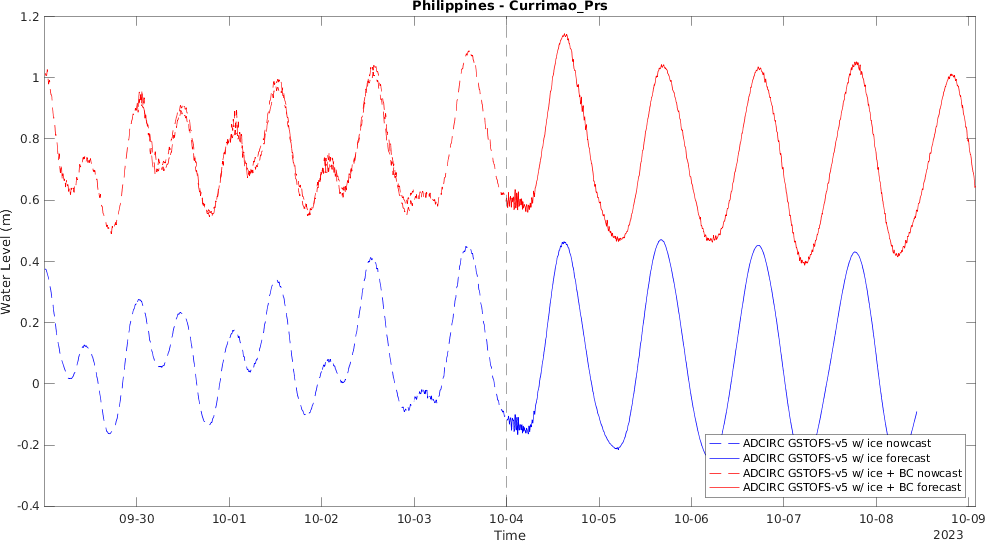 Philippines - Currimao_Prs
1.2
1
0.8
0.6
0.4
0.2
0
-0.2
-0.4
Water Level (m)
ADCIRC GSTOFS-v5 w/ ice nowcast
ADCIRC GSTOFS-v5 w/ ice forecast
ADCIRC GSTOFS-v5 w/ ice + BC nowcast
ADCIRC GSTOFS-v5 w/ ice + BC forecast
09-30 10-01 10-02 10-03 10-04 10-05 10-06 10-07 10-08 10-09
Time 2023